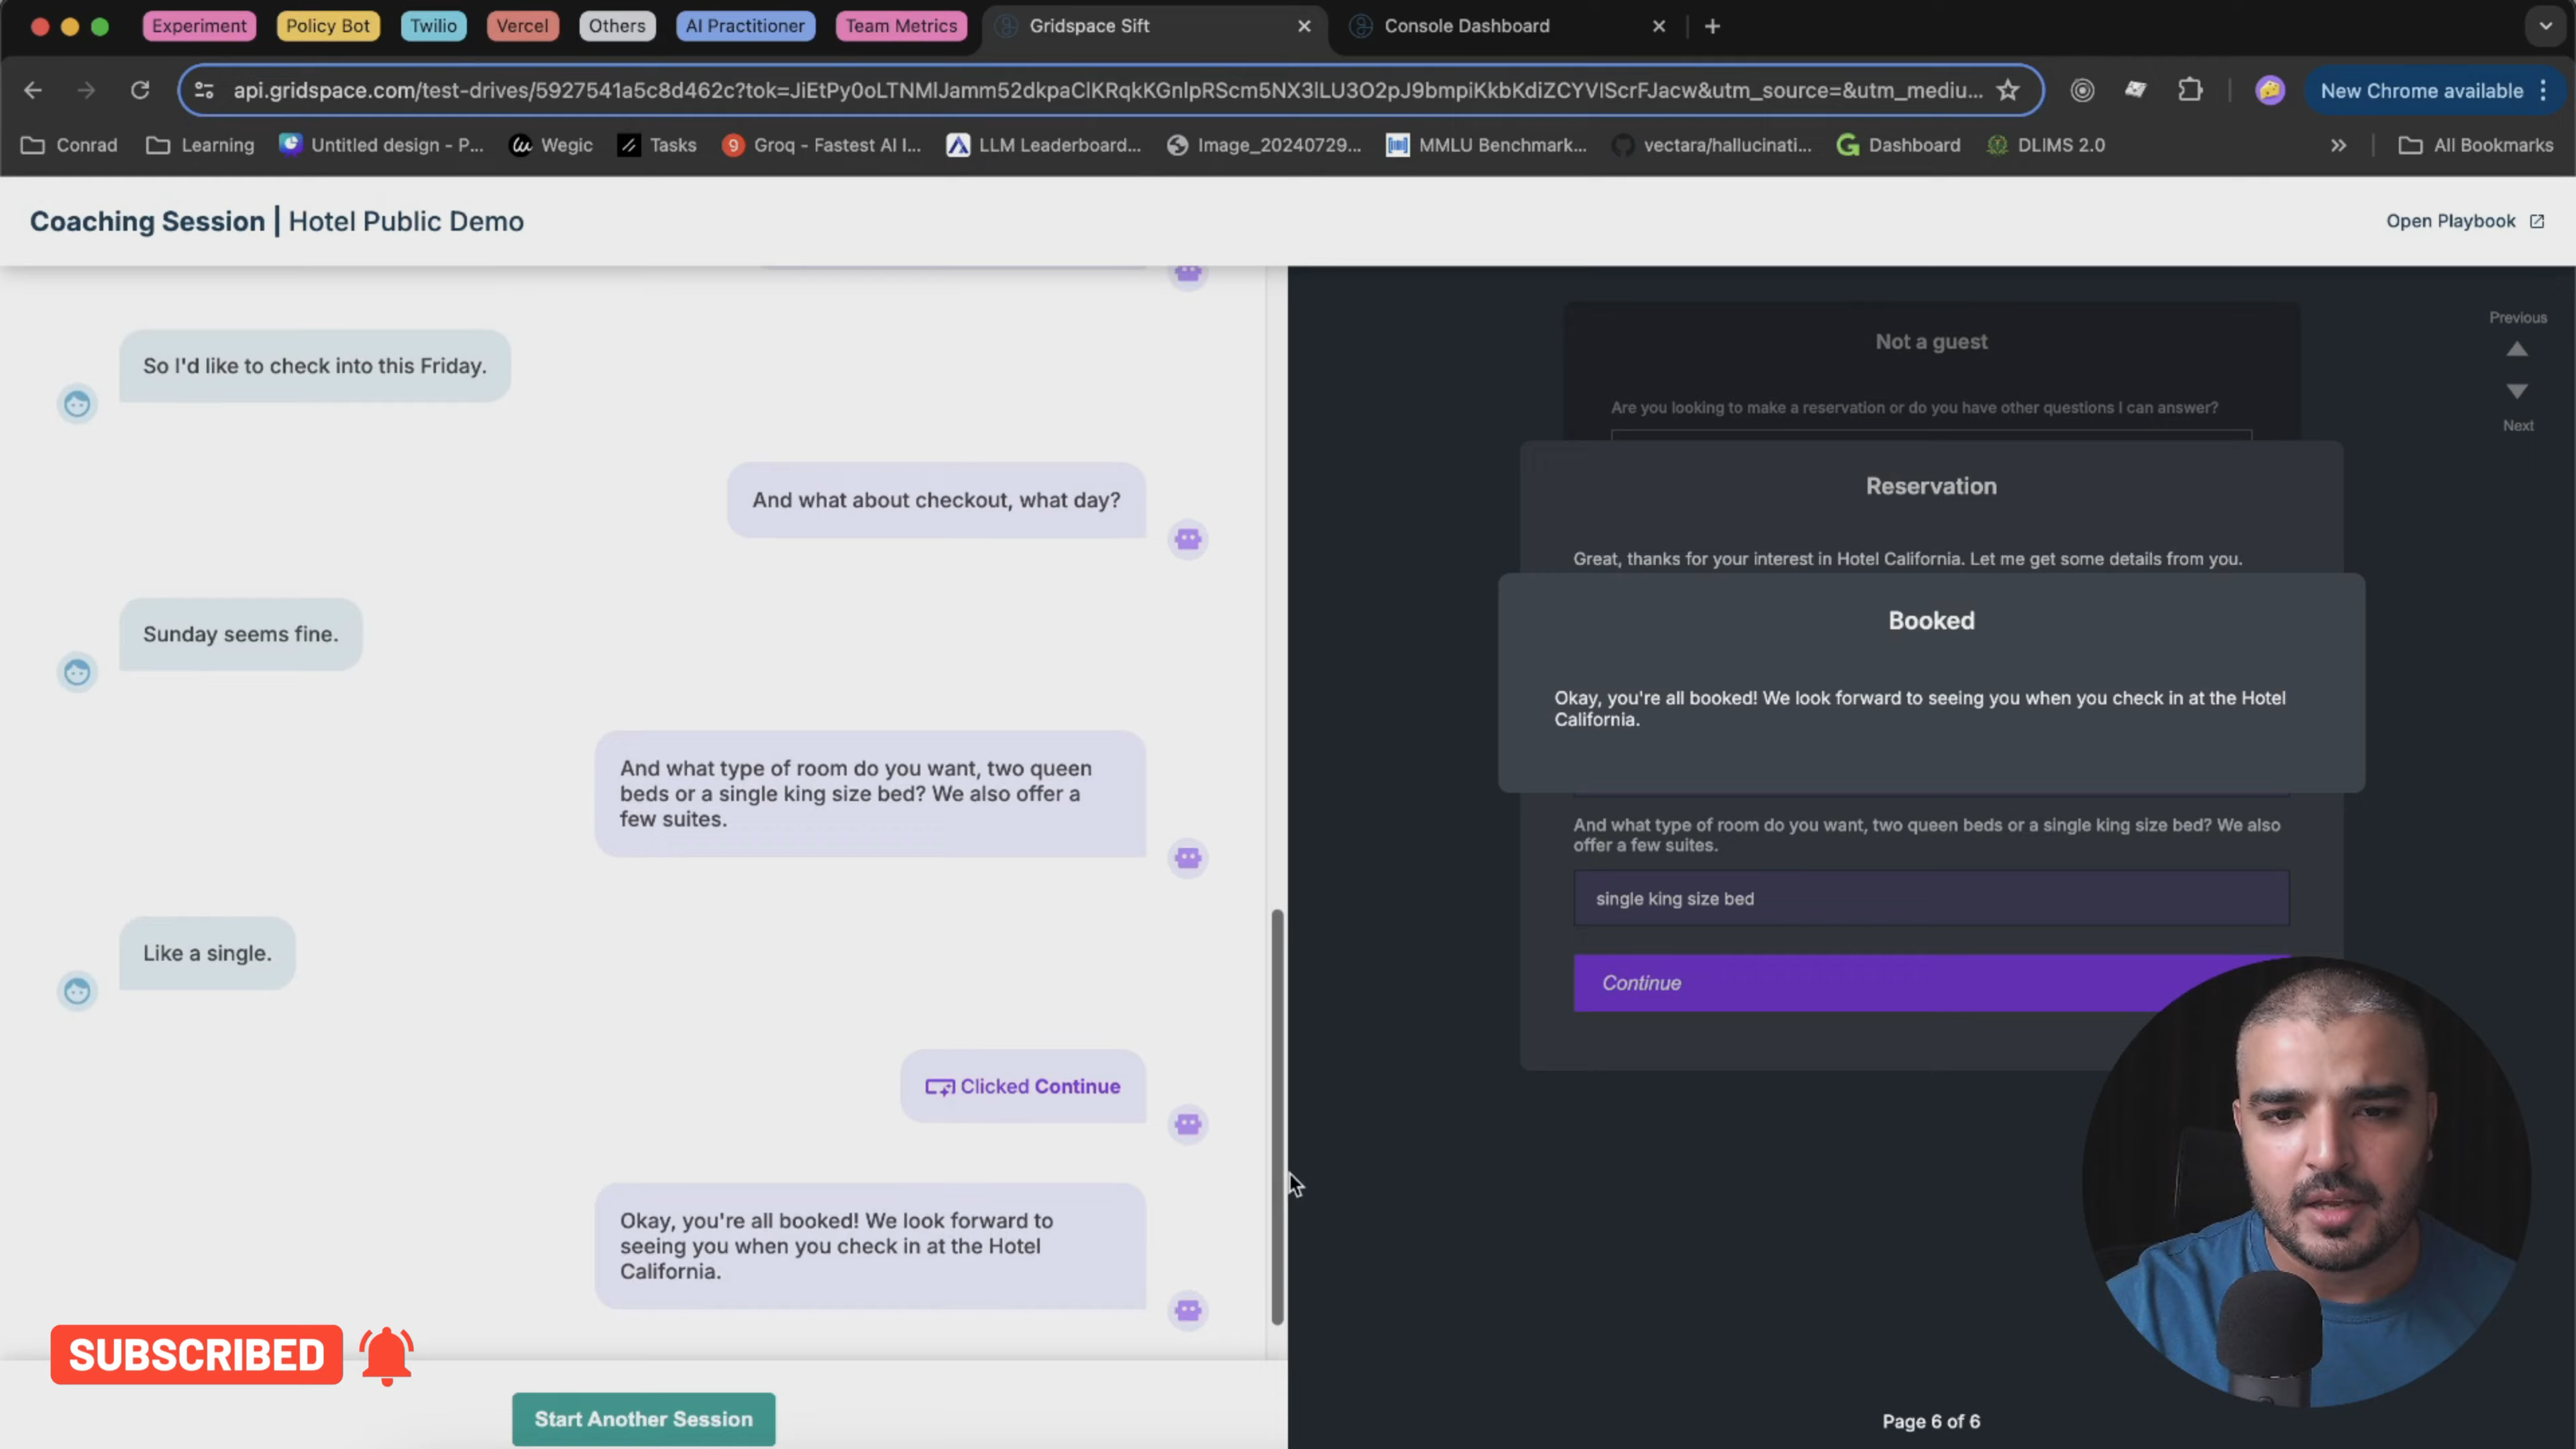 Experiment
Policy Bot
Twilio
Vercel
Others
AI Practitioner
Team Metrics
Gridspace Sift
Console Dashboard
api.gridspace.com/test-drives/5927541a5c8d462c?tok=JiEtPy0oLTNMlJamm52dkpaClKRqkKGnlpRScm5NX3lLU3O2pJ9bmpiKkbKdiZCYVlScrFJacw&utm_source=&utm_mediu...
New Chrome available
Conrad
Learning
Untitled design - P...
Wegic
Tasks
9
Groq - Fastest AI I...
LLM Leaderboard...
Image_20240729...
MMLU Benchmark...
vectara/hallucinati...
Dashboard
DLIMS 2.0
All Bookmarks
Coaching Session | Hotel Public Demo
Open Playbook
So I'd like to check into this Friday.
And what about checkout, what day?
Sunday seems fine.
And what type of room do you want, two queen
beds or a single king size bed? We also offer a
few suites.
Like a single.
Clicked Continue
Okay, you're all booked! We look forward to
seeing you when you check in at the Hotel
California.
Start Another Session
Previous
Next
Not a guest
Are you looking to make a reservation or do you have other questions I can answer?
Reservation
Great, thanks for your interest in Hotel California. Let me get some details from you.
Booked
Okay, you're all booked! We look forward to seeing you when you check in at the Hotel
California.
And what type of room do you want, two queen beds or a single king size bed? We also
offer a few suites.
single king size bed
Continue
Page 6 of 6
SUBSCRIBED